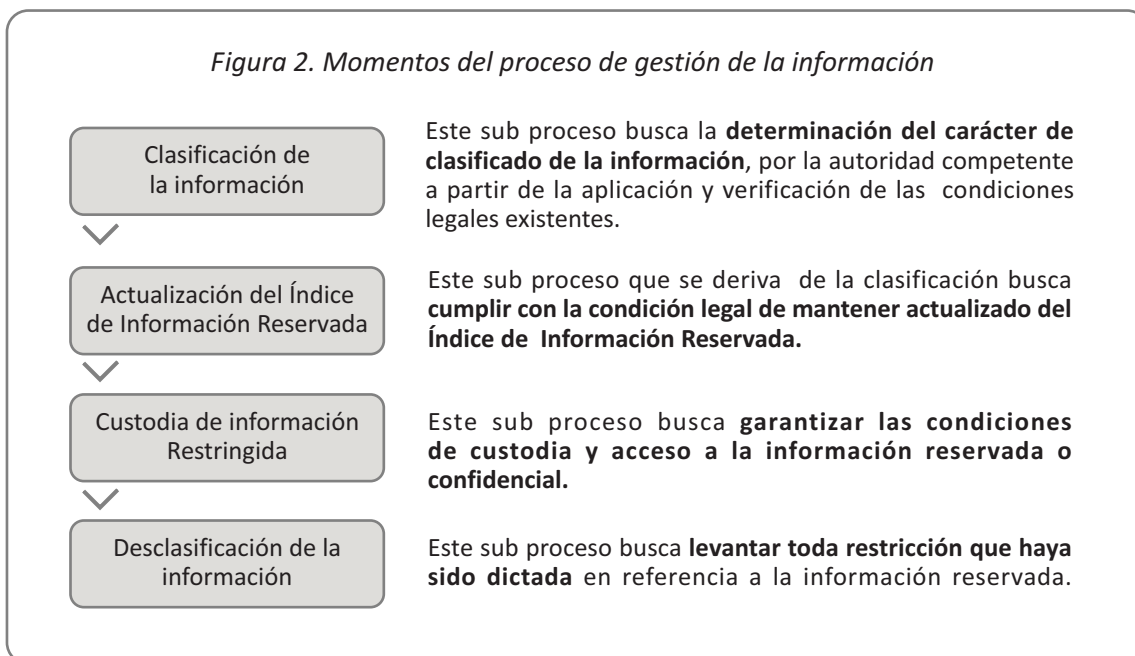 Figura 2. Momentos del proceso de gestión de la información
Clasificación de
la información
Este sub proceso busca la determinación del carácter de
clasificado de la información, por la autoridad competente
a partir de la aplicación y verificación de las condiciones
legales existentes.
Actualización del Índice
de Información Reservada
Este sub proceso que se deriva de la clasificación busca
cumplir con la condición legal de mantener actualizado del
Índice de Información Reservada.
Custodia de información
Restringida
Este sub proceso busca garantizar las condiciones
de custodia y acceso a la información reservada o
confidencial.
Desclasificación de la
información
Este sub proceso busca levantar toda restricción que haya
sido dictada en referencia a la información reservada.